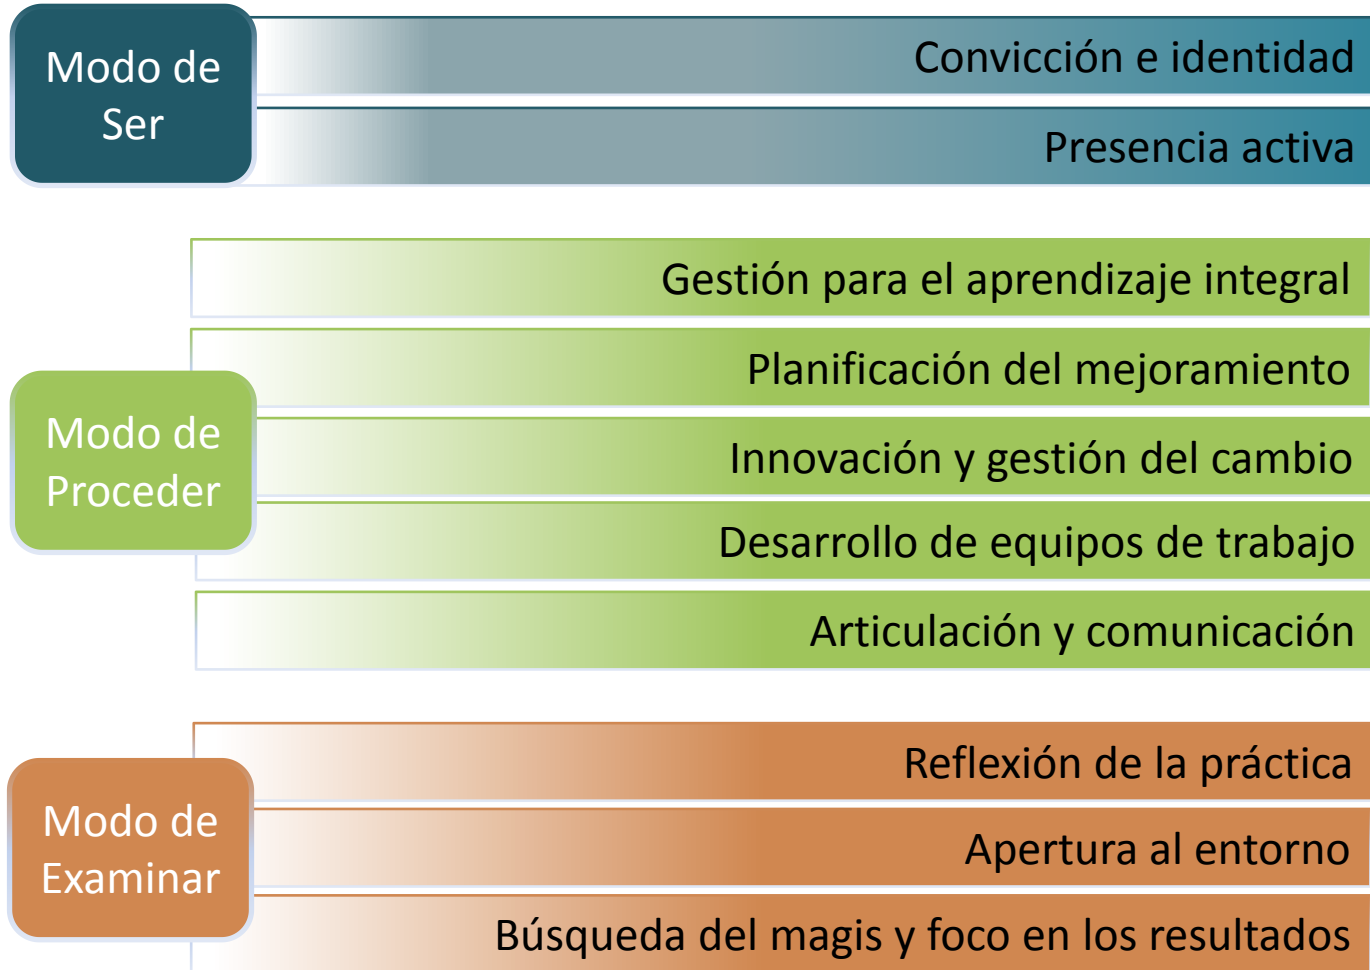 Modo de
Ser
Convicción e identidad
Presencia activa
Modo de
Proceder
Gestión para el aprendizaje integral
Planificación del mejoramiento
Innovación y gestión del cambio
Desarrollo de equipos de trabajo
Articulación y comunicación
Modo de
Examinar
Reflexión de la práctica
Apertura al entorno
Búsqueda del magis y foco en los resultados